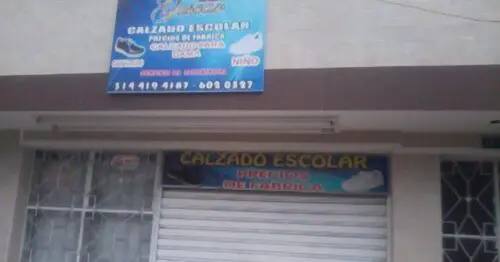 CALZADO ESCOLAR
PRECIOS DE FABRICA
CALZADO PARA
DAMA
NIÑO
314 419 4187 - 602 0327
CALZADO ESCOLAR
PRECIOS
DE FABRICA